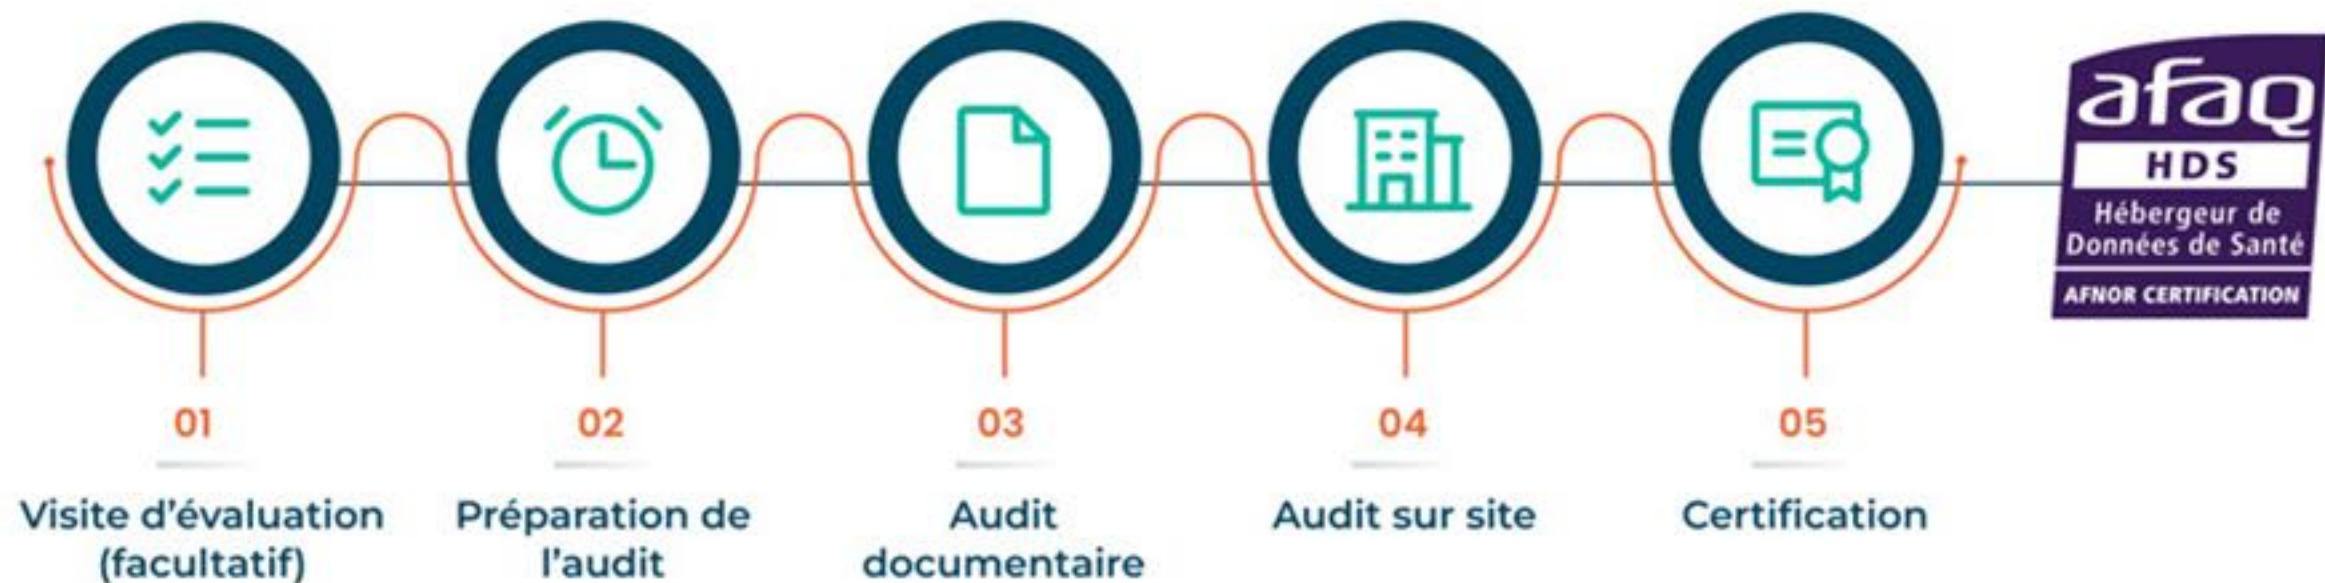 01
Visite d'évaluation
(facultatif)
02
Préparation de
l'audit
03
Audit
documentaire
04
Audit sur site
05
Certification
afaq
HDS
Hébergeur de
Données de Santé
AFNOR CERTIFICATION